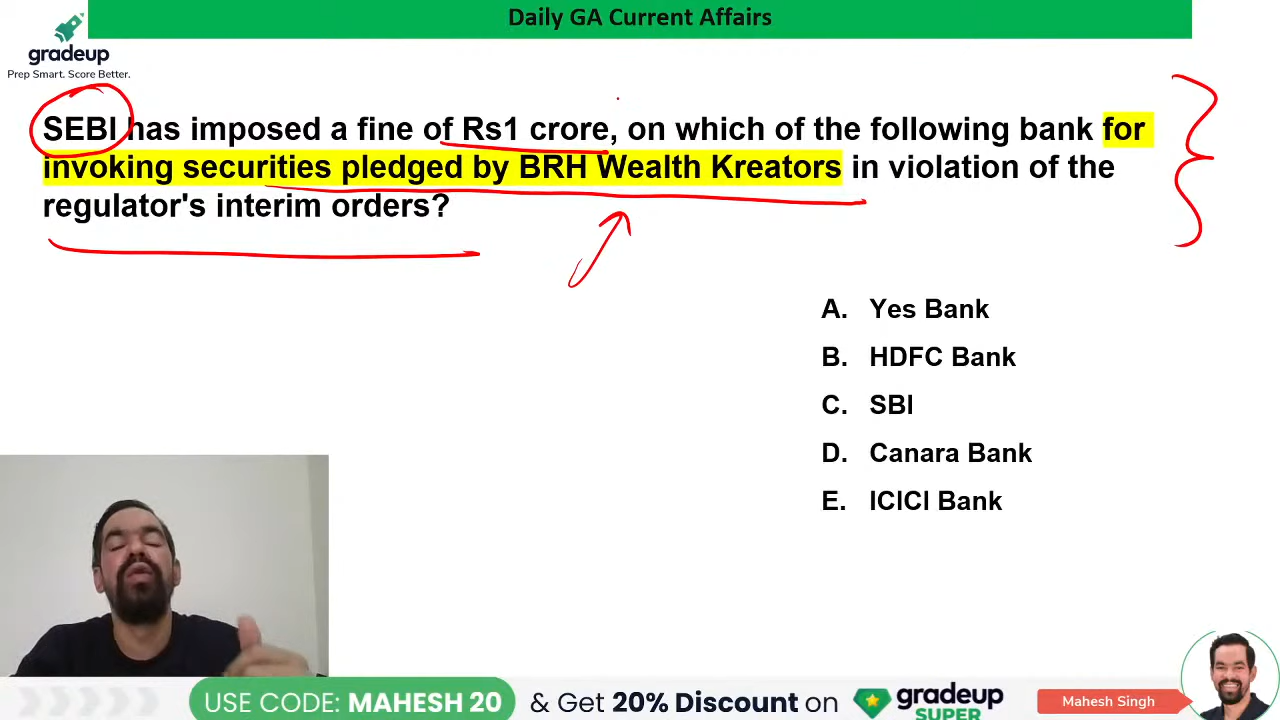 Daily GA Current Affairs
gradeup
Prep Smart. Score Better.
SEBI has imposed a fine of Rs1 crore, on which of the following bank for
invoking securities pledged by BRH Wealth Kreators in violation of the
regulator's interim orders?
A. Yes Bank
B. HDFC Bank
C. SBI
D. Canara Bank
E. ICICI Bank
USE CODE: MAHESH 20 & Get 20% Discount on
gradeup
SUPER
Mahesh Singh